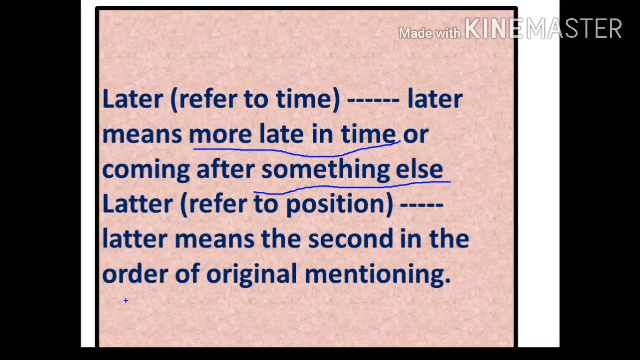 Made with KINEMASTER
Later (refer to time) ------ later
means more late in time or
coming after something else
Latter (refer to position) -----
latter means the second in the
order of original mentioning.